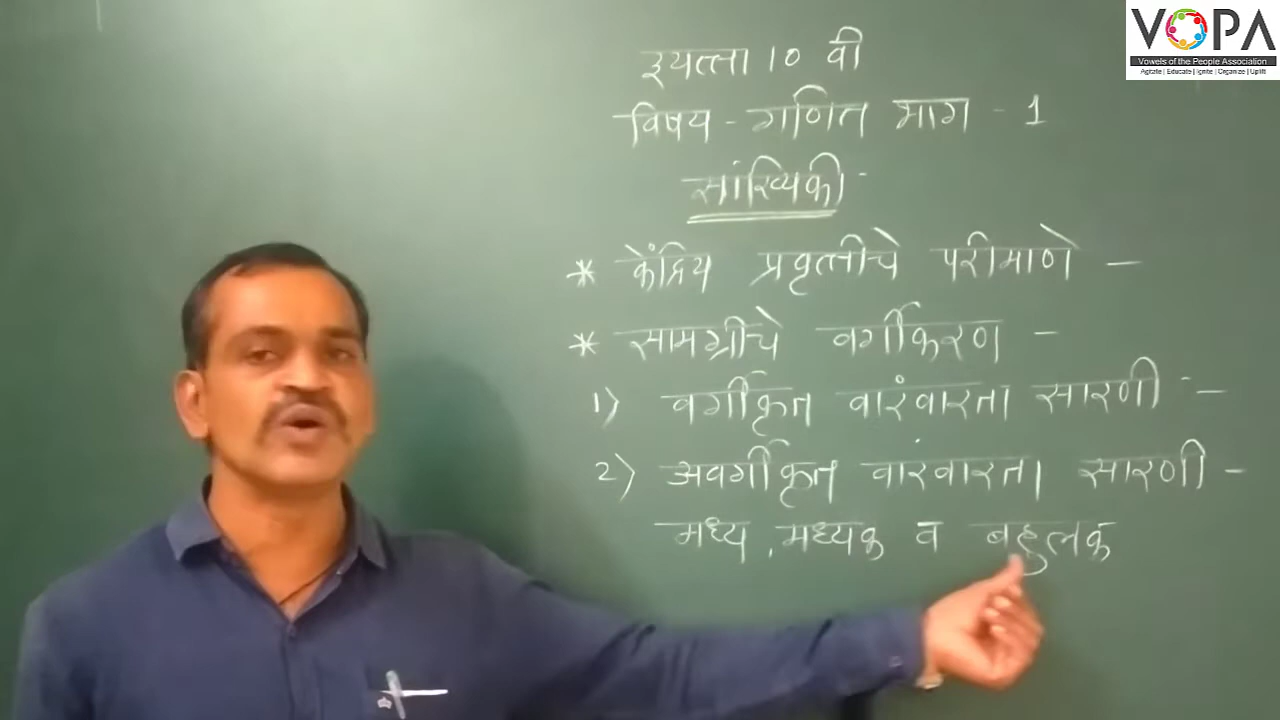 VOPA
Vowels of the People Association
Agitate | Educate | Ignite | Organize | Uplift
इयत्ता 10 वी
विषय - गणित भाग - 1
सांख्यिकी -
* केंद्रिय प्रवृत्तीचे परीमाणे -
* सामग्रीचे वर्गीकरण -
1) वर्गीकृत वारंवारता सारणी -
2) अवर्गीकृत वारंवारता सारणी -
मध्य, मध्यक व बहुलक